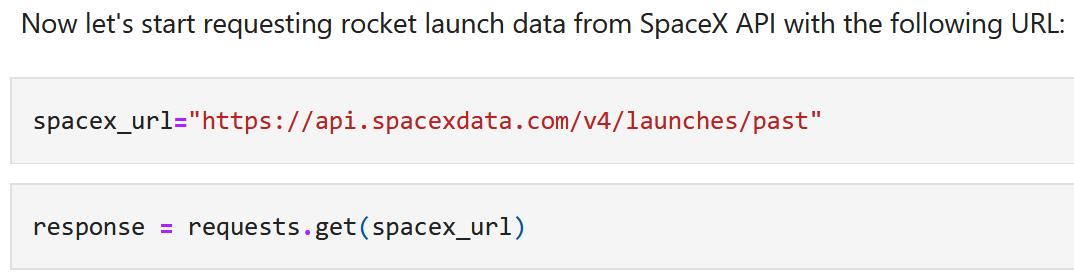 Now let's start requesting rocket launch data from SpaceX API with the following URL:
spacex_url="https://api.spacexdata.com/v4/launches/past"
response = requests.get(spacex_url)